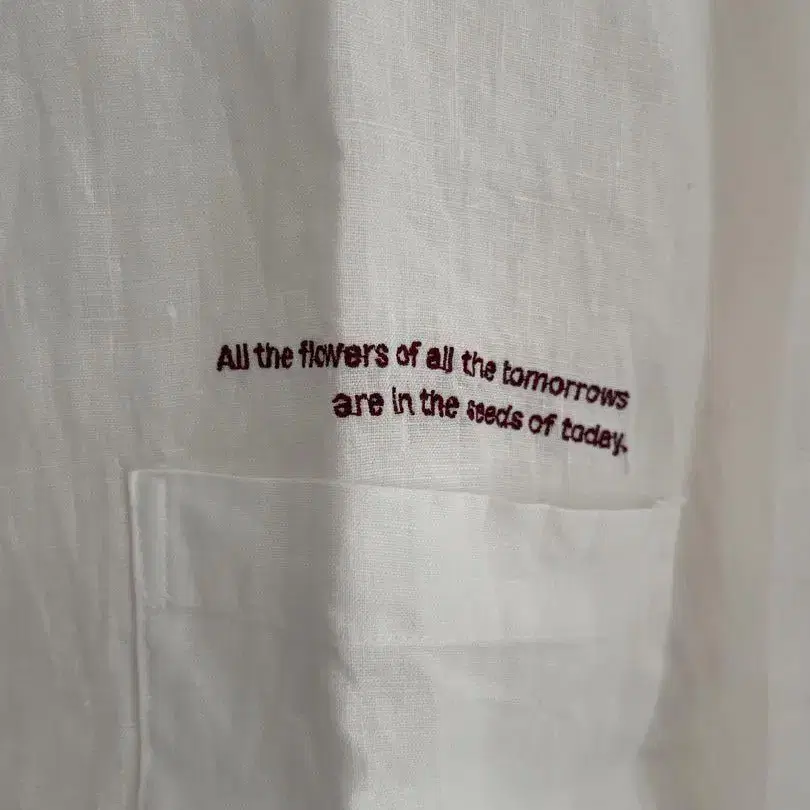 All the flowers of all the tomorrows
are in the seeds of today.